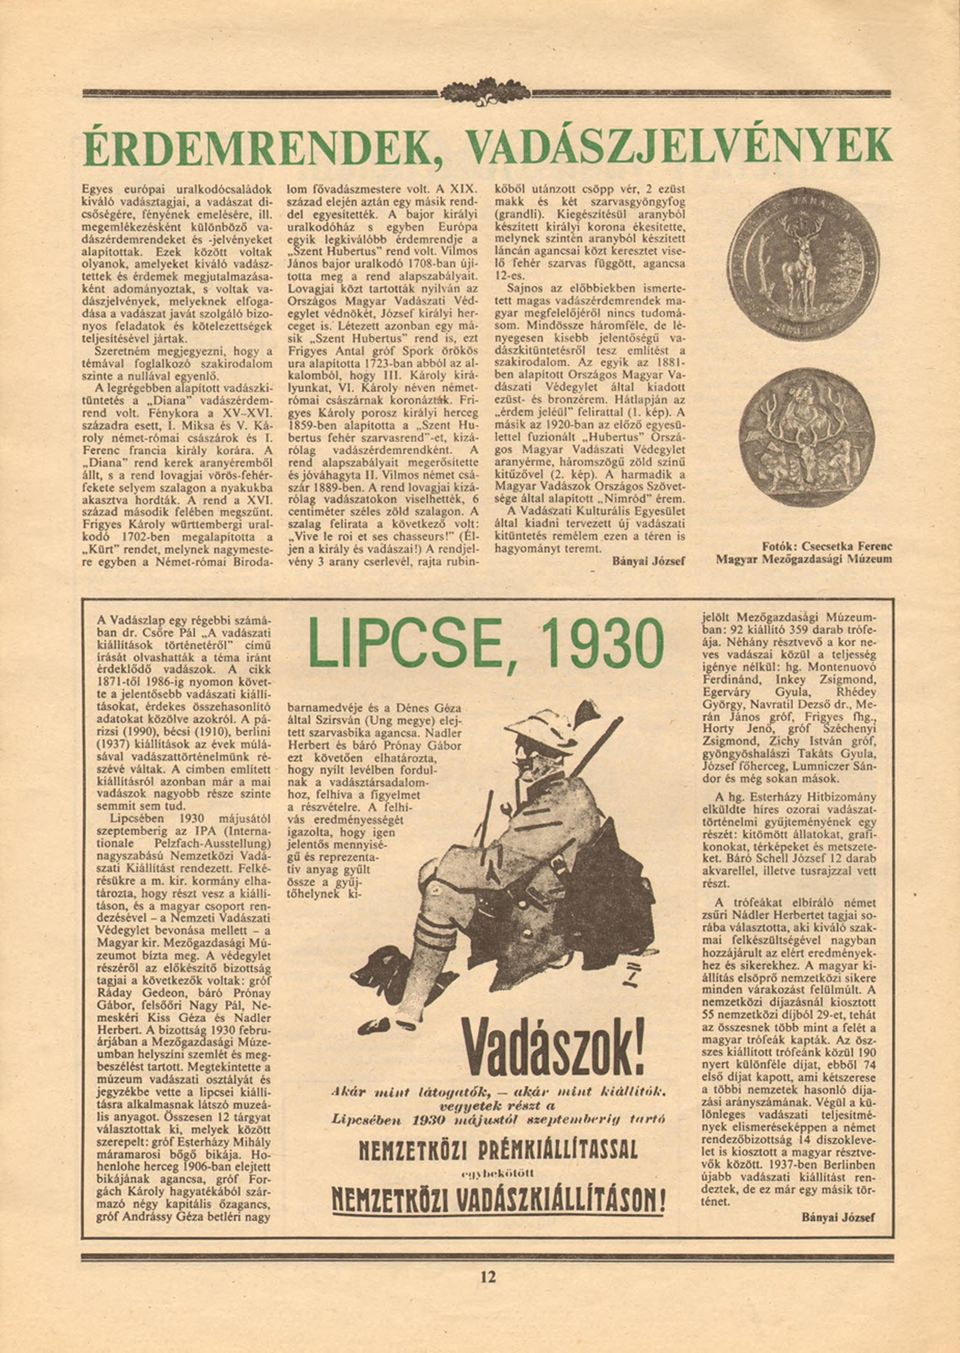 ÉRDEMRENDEK, VADÁSZJELVÉNYEK
Egyes európai uralkodócsaládok
kiváló vadásztagjai, a vadászat di-
csőségére, fényének emelésére, ill.
megemlékezésként különböző va-
dászérdemrendeket és -jelvényeket
alapítottak. Ezek között voltak
olyanok, amelyeket kiváló vadász-
tettek és érdemek megjutalmazása-
ként adományoztak, s voltak va-
dászjelvények, melyeknek elfoga-
dása a vadászat javát szolgáló bizo-
nyos feladatok és kötelezettségek
teljesítésével jártak.
Szeretném megjegyezni, hogy a
témával foglalkozó szakirodalom
szinte a nullával egyenlő.
A legrégebben alapított vadászki-
tüntetés a „Diana” vadászérdem-
rend volt. Fénykora a XV–XVI.
századra esett, I. Miksa és V. Ká-
roly német-római császárok és I.
Ferenc francia király korára. A
„Diana” rend kerek aranyéremből
állt, s a rend lovagjai vörös-fehér-
fekete selyem szalagon a nyakukba
akasztva hordták. A rend a XVI.
század második felében megszűnt.
Frigyes Károly württembergi ural-
kodó 1702-ben megalapította a
„Kürt” rendet, melynek nagymeste-
re egyben a Német-római Biroda-
lom fővadászmestere volt. A XIX.
század elején aztán egy másik rend-
del egyesítették. A bajor királyi
uralkodóház s egyben Európa
egyik legkiválóbb érdemrendje a
„Szent Hubertus” rend volt. Vilmos
János bajor uralkodó 1708-ban újí-
totta meg a rend alapszabályait.
Lovagjai közt tartották nyilván az
Országos Magyar Vadászati Véd-
egylet védnökét, József királyi her-
ceget is. Létezett azonban egy má-
sik „Szent Hubertus” rend is, ezt
Frigyes Antal gróf Spork örökös
ura alapította 1723-ban abból az al-
kalomból, hogy III. Károly kirá-
lyunkat, VI. Károly néven német-
római császárnak koronázták. Fri-
gyes Károly porosz királyi herceg
1859-ben alapította a „Szent Hu-
bertus fehér szarvasrend”-et, kizá-
rólag vadászérdemrendként. A
rend alapszabályait megerősítette
és jóváhagyta II. Vilmos német csá-
szár 1889-ben. A rend lovagjai kizá-
rólag vadászatokon viselhették, 6
centiméter széles zöld szalagon. A
szalag felirata a következő volt:
„Vive le roi et ses chasseurs!” (Él-
jen a király és vadászai!) A rendjel-
vény 3 arany cserlevél, rajta rubin-
kőből utánzott csöpp vér, 2 ezüst
makk és két szarvasgyöngyfog
(grandli). Kiegészítésül aranyból
készített királyi korona ékesítette,
melynek szintén aranyból készített
láncán agancsai közt keresztet vise-
lő fehér szarvas függött, agancsa
12-es.
Sajnos az előbbiekben ismerte-
tett magas vadászérdemrendek ma-
gyar megfelelőjéről nincs tudomá-
som. Mindössze háromféle, de lé-
nyegesen kisebb jelentőségű va-
dászkitüntetésről tesz említést a
szakirodalom. Az egyik az 1881-
ben alapított Országos Magyar Va-
dászati Védegylet által kiadott
ezüst- és bronzérem. Hátlapján az
„érdem jeléül” felirattal (1. kép). A
másik az 1920-ban az előző egyesü-
lettel fuzionált „Hubertus” Orszá-
gos Magyar Vadászati Védegylet
aranyérme, háromszögű zöld színű
kitűzővel (2. kép). A harmadik a
Magyar Vadászok Országos Szövet-
sége által alapított „Nimród” érem.
A Vadászati Kulturális Egyesület
által kiadni tervezett új vadászati
kitüntetés remélem ezen a téren is
hagyományt teremt.
Bányai József
Fotók: Csecsetka Ferenc
Magyar Mezőgazdasági Múzeum
LIPCSE, 1930
A Vadászlap egy régebbi számá-
ban dr. Csőre Pál „A vadászati
kiállítások történetéről” című
írását olvashatták a téma iránt
érdeklődő vadászok. A cikk
1871-től 1986-ig nyomon követ-
te a jelentősebb vadászati kiállí-
tásokat, érdekes összehasonlító
adatokat közölve azokról. A pá-
rizsi (1990), bécsi (1910), berlini
(1937) kiállítások az évek múlá-
sával vadászattörténelmünk ré-
szévé váltak. A címben említett
kiállításról azonban már a mai
vadászok nagyobb része szinte
semmit sem tud.
Lipcsében 1930 májusától
szeptemberig az IPA (Interna-
tionale Pelzfach-Ausstellung)
nagyszabású Nemzetközi Vadá-
szati Kiállítást rendezett. Felké-
résükre a m. kir. kormány elha-
tározta, hogy részt vesz a kiállí-
táson, és a magyar csoport ren-
dezésével – a Nemzeti Vadászati
Védegylet bevonása mellett – a
Magyar kir. Mezőgazdasági Mú-
zeumot bízta meg. A védegylet
részéről az előkészítő bizottság
tagjai a következők voltak: gróf
Ráday Gedeon, báró Prónay
Gábor, felsőőri Nagy Pál, Ne-
meskéri Kiss Géza és Nadler
Herbert. A bizottság 1930 febru-
árjában a Mezőgazdasági Múze-
umban helyszíni szemlét és meg-
beszélést tartott. Megtekintette a
múzeum vadászati osztályát és
jegyzékbe vette a lipcsei kiállí-
tásra alkalmasnak látszó muzeá-
lis anyagot. Összesen 12 tárgyat
választottak ki, melyek között
szerepelt: gróf Esterházy Mihály
máramarosi bőgő bikája. Ho-
henlohe herceg 1906-ban elejtett
bikájának agancsa, gróf For-
gách Károly hagyatékából szár-
mazó négy kapitális őzagancs,
gróf Andrássy Géza betléri nagy
barnamedvéje és a Dénes Géza
által Szirsván (Ung megye) elej-
tett szarvasbika agancsa. Nadler
Herbert és báró Prónay Gábor
ezt követően elhatározta,
hogy nyílt levélben fordul-
nak a vadásztársadalom-
hoz, felhíva a figyelmet
a részvételre. A felhí-
vás eredményességét
igazolta, hogy igen
jelentős mennyisé-
gű és reprezenta-
tív anyag gyűlt
össze a gyűj-
tőhelynek ki-
Vadászok!
Akár mint látogatók, – akár mint kiállítók,
vegyetek részt a
Lipcsében 1930 májustól szeptemberig tartó
NEMZETKÖZI PRÉMKIÁLLÍTÁSSAL
egybekötött
NEMZETKÖZI VADÁSZKIÁLLÍTÁSON!
jelölt Mezőgazdasági Múzeum-
ban: 92 kiállító 359 darab trófe-
ája. Néhány résztvevő a kor ne-
ves vadászai közül a teljesség
igénye nélkül: hg. Montenuovó
Ferdinánd, Inkey Zsigmond,
Egerváry Gyula, Rhédey
György, Navratil Dezső dr., Me-
rán János gróf, Frigyes fhg.,
Horty Jenő, gróf Széchenyi
Zsigmond, Zichy István gróf,
gyöngyöshalászi Takáts Gyula,
József főherceg, Lumniczer Sán-
dor és még sokan mások.
A hg. Esterházy Hitbizomány
elküldte híres ozorai vadászat-
történelmi gyűjteményének egy
részét: kitömött állatokat, grafi-
konokat, térképeket és metszete-
ket. Báró Schell József 12 darab
akvarellel, illetve tusrajzzal vett
részt.
A trófeákat elbíráló német
zsűri Nádler Herbertet tagjai so-
rába választotta, aki kiváló szak-
mai felkészültségével nagyban
hozzájárult az elért eredmények-
hez és sikerekhez. A magyar ki-
állítás elsöprő nemzetközi sikere
minden várakozást felülmúlt. A
nemzetközi díjazásnál kiosztott
55 nemzetközi díjból 29-et, tehát
az összesnek több mint a felét a
magyar trófeák kapták. Az ösz-
szes kiállított trófeánk közül 190
nyert különféle díjat, ebből 74
első díjat kapott, ami kétszerese
a többi nemzetek hasonló díja-
zási arányszámának. Végül a kü-
lönleges vadászati teljesítmé-
nyek elismeréseképpen a német
rendezőbizottság 14 díszoklеve-
let is kiosztott a magyar résztve-
vők között. 1937-ben Berlinben
újabb vadászati kiállítást ren-
deztek, de ez már egy másik tör-
ténet.
Bányai József
12